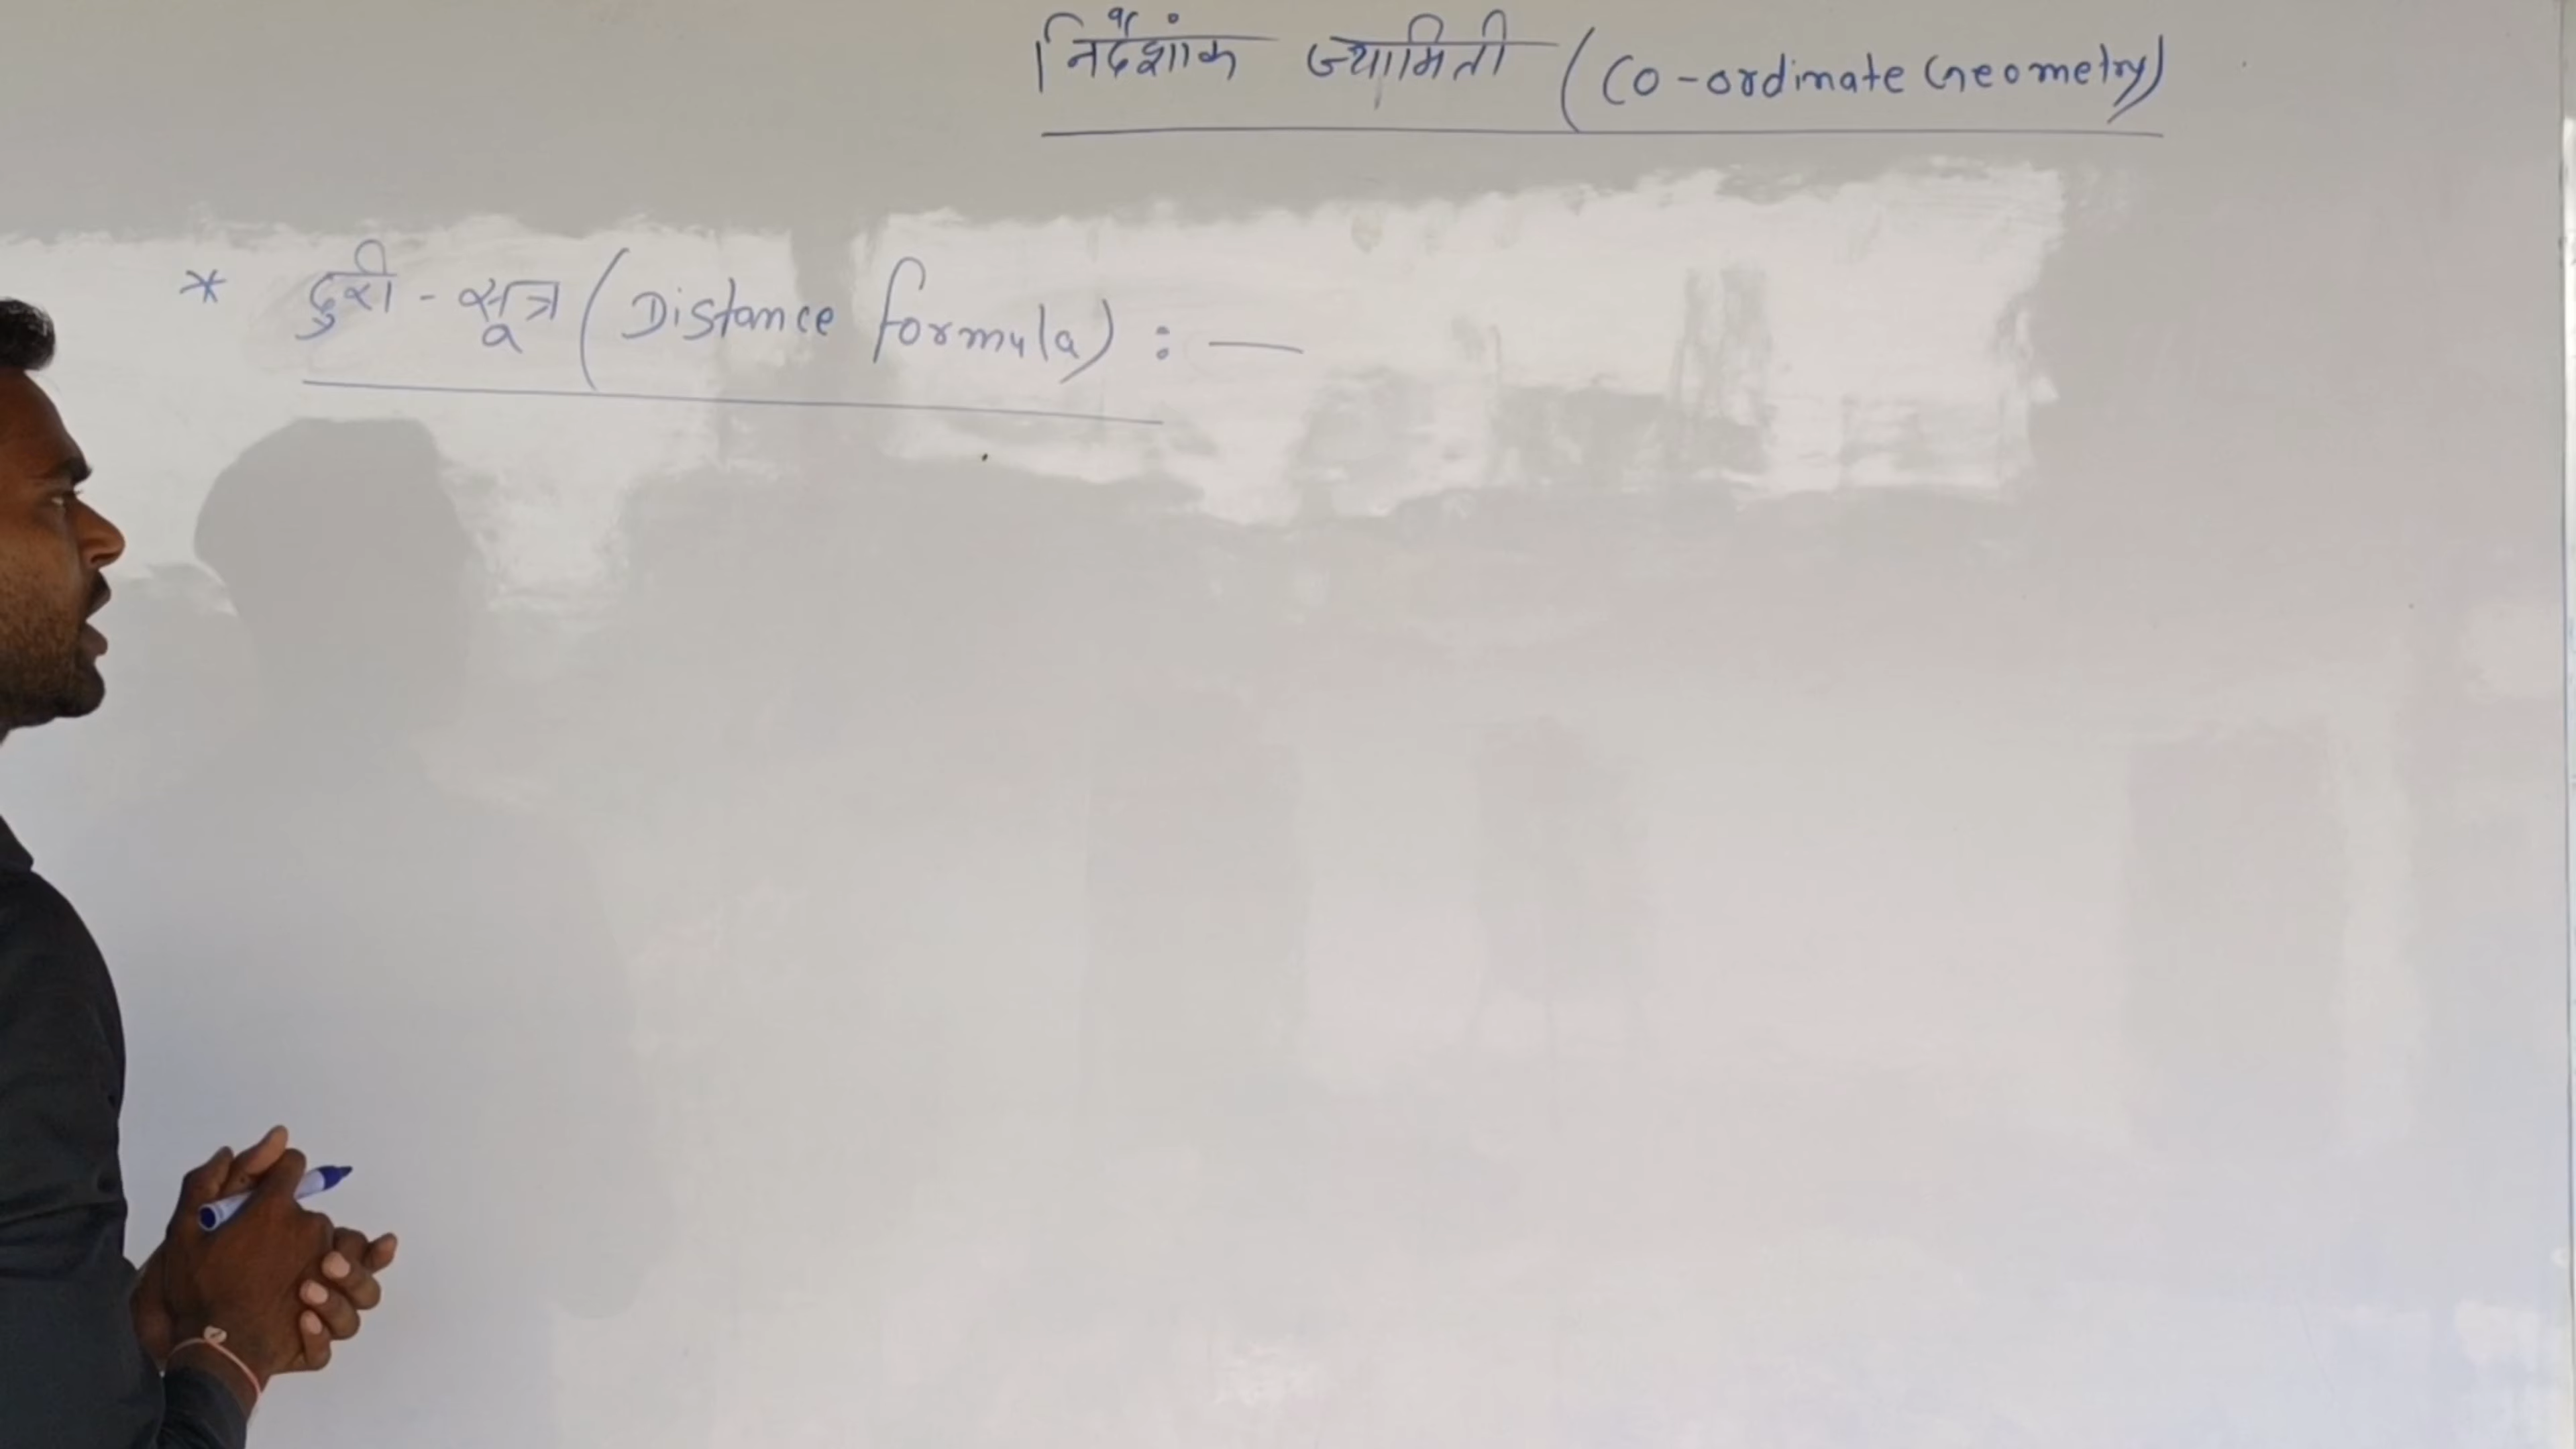 निर्देशांक ज्यामिती (Co-ordinate Geometry)
* दुरी - सूत्र (Distance formula) : —